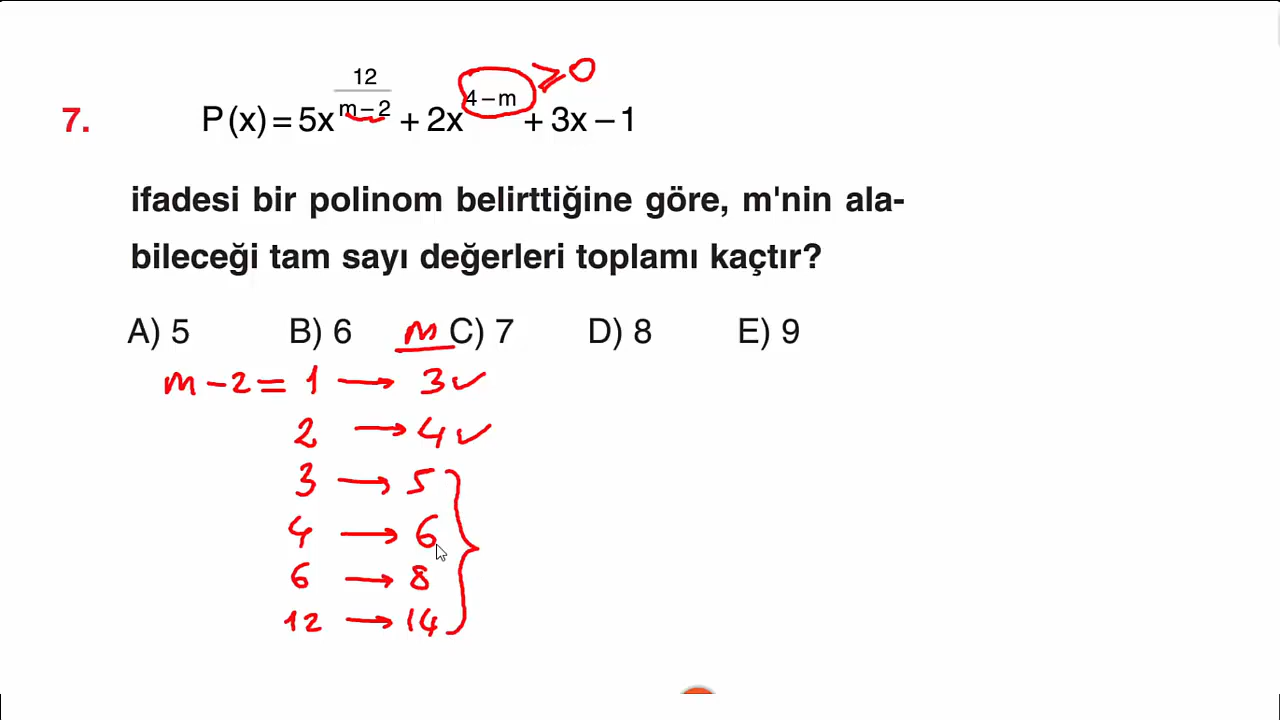 7. P(x) = 5x^(12/(m-2)) + 2x^(4-m) + 3x - 1 ⩾ 0
ifadesi bir polinom belirttiğine göre, m'nin ala-
bileceği tam sayı değerleri toplamı kaçtır?
A) 5 B) 6 m C) 7 D) 8 E) 9
m - 2 = 1 → 3 ✓
2 → 4 ✓
3 → 5
4 → 6
6 → 8
12 → 14